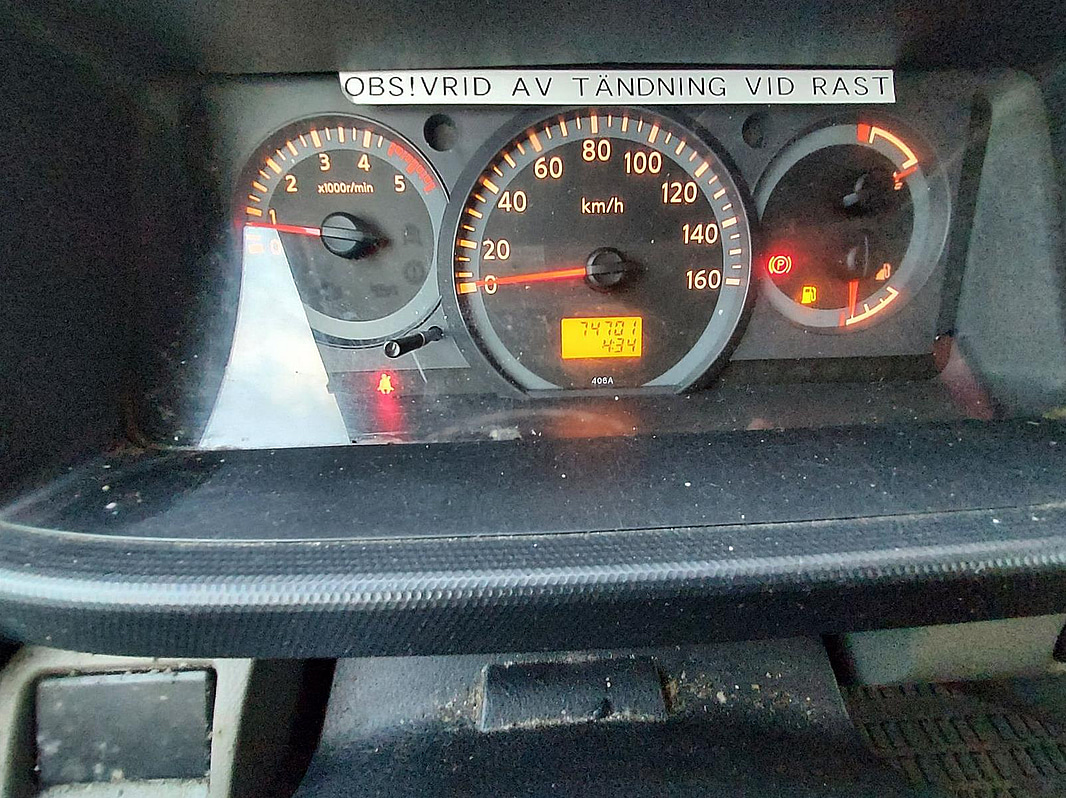 OBS!VRID AV TÄNDNING VID RAST
0 1 2 3 4 5
x1000r/min
0 20 40 60 80 100 120 140 160
km/h
74701
434
406A
P